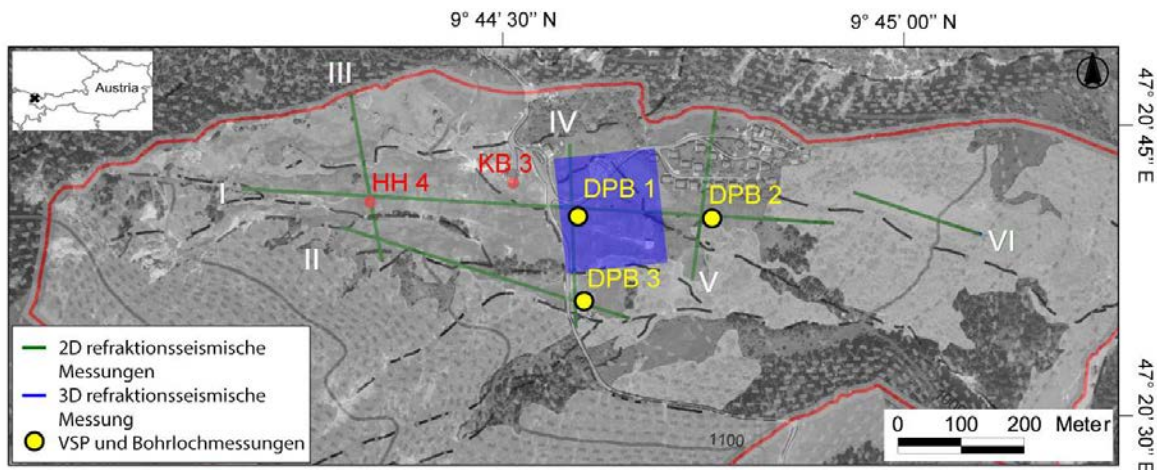 9° 44’ 30’’ N
9° 45’ 00’’ N
Austria
III
IV
KB 3
HH 4
DPB 1
DPB 2
I
II
DPB 3
V
VI
47° 20’ 45’’ E
47° 20’ 30’’ E
2D refraktionsseismische
Messungen
3D refraktionsseismische
Messung
VSP und Bohrlochmessungen
1100
0 100 200 Meter